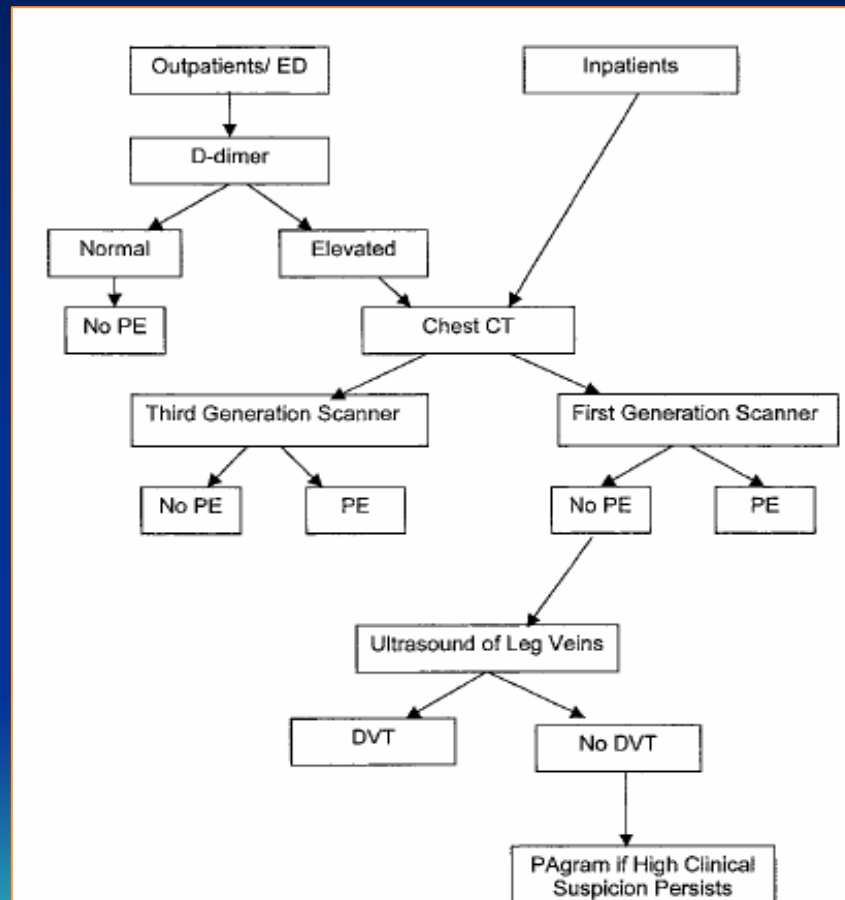 Outpatients/ ED
Inpatients
D-dimer
Normal
Elevated
No PE
Chest CT
Third Generation Scanner
First Generation Scanner
No PE
PE
No PE
PE
Ultrasound of Leg Veins
DVT
No DVT
PAgram if High Clinical
Suspicion Persists